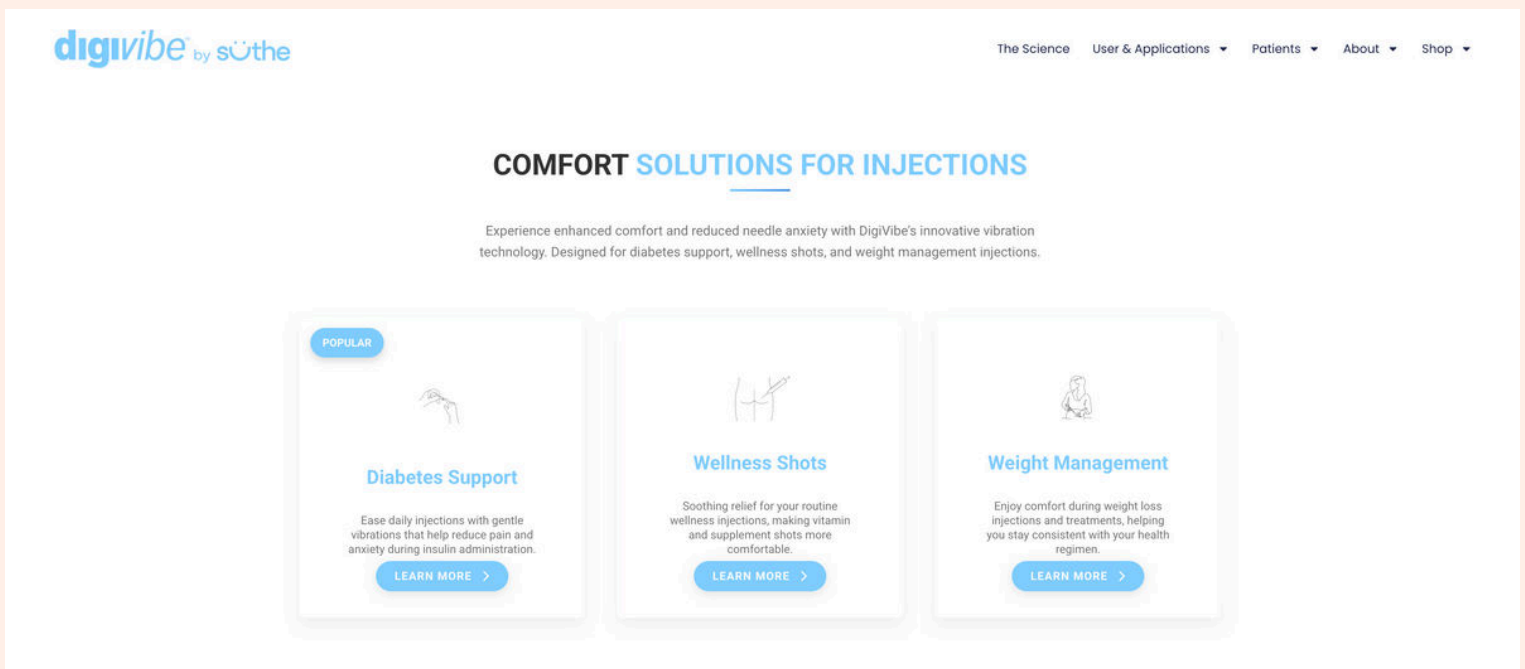 digivibe™ by süthe
The Science User & Applications Patients About Shop
COMFORT SOLUTIONS FOR INJECTIONS
Experience enhanced comfort and reduced needle anxiety with DigiVibe's innovative vibration
technology. Designed for diabetes support, wellness shots, and weight management injections.
POPULAR
Diabetes Support
Ease daily injections with gentle
vibrations that help reduce pain and
anxiety during insulin administration.
LEARN MORE
Wellness Shots
Soothing relief for your routine
wellness injections, making vitamin
and supplement shots more
comfortable.
LEARN MORE
Weight Management
Enjoy comfort during weight loss
injections and treatments, helping
you stay consistent with your health
regimen.
LEARN MORE